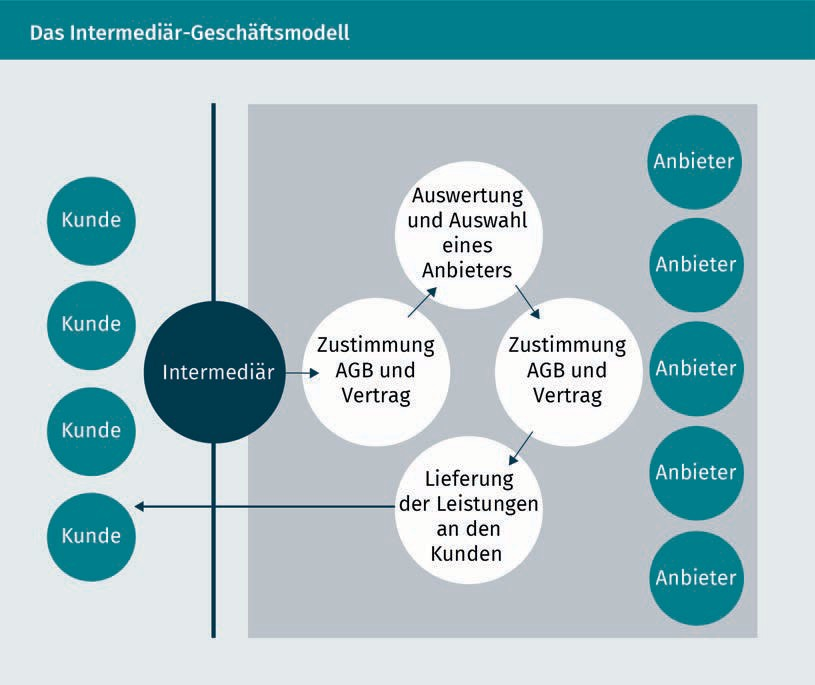 Das Intermediär-Geschäftsmodell
Kunde
Kunde
Kunde
Kunde
Intermediär
Zustimmung
AGB und
Vertrag
Auswertung
und Auswahl
eines
Anbieters
Zustimmung
AGB und
Vertrag
Lieferung
der Leistungen
an den
Kunden
Anbieter
Anbieter
Anbieter
Anbieter
Anbieter